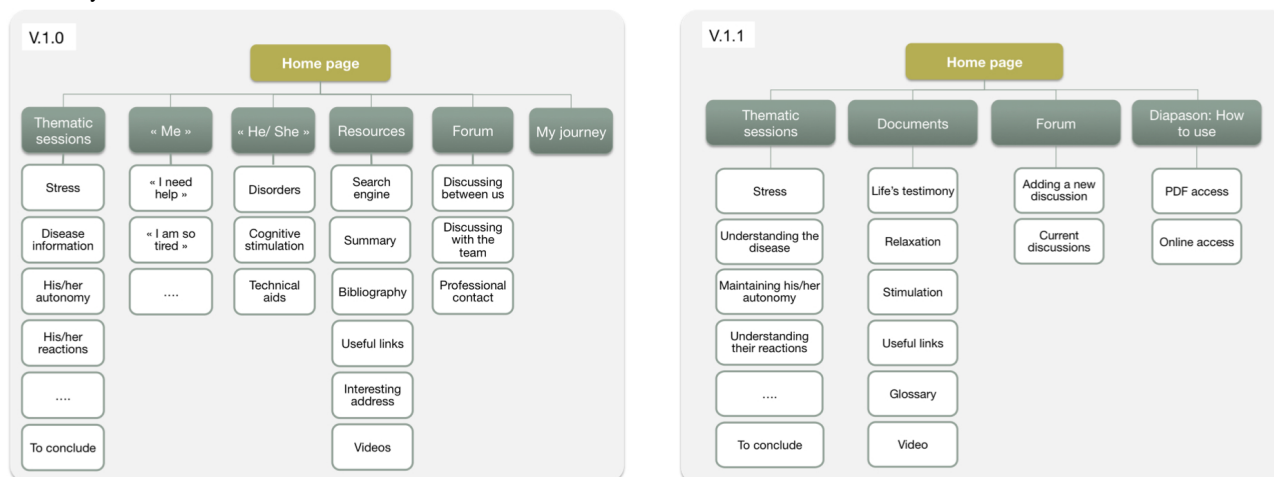 V.1.0
Home page
Thematic
sessions
« Me »
« He/ She »
Resources
Forum
My journey
Stress
Disease
information
His/her
autonomy
His/her
reactions
....
To conclude
« I need
help »
« I am so
tired »
....
Disorders
Cognitive
stimulation
Technical
aids
Search
engine
Summary
Bibliography
Useful links
Interesting
address
Videos
Discussing
between us
Discussing
with the
team
Professional
contact
V.1.1
Home page
Thematic
sessions
Documents
Forum
Diapason: How
to use
Stress
Understanding the
disease
Maintaining his/her
autonomy
Understanding
their reactions
....
To conclude
Life's testimony
Relaxation
Stimulation
Useful links
Glossary
Video
Adding a new
discussion
Current
discussions
PDF access
Online access